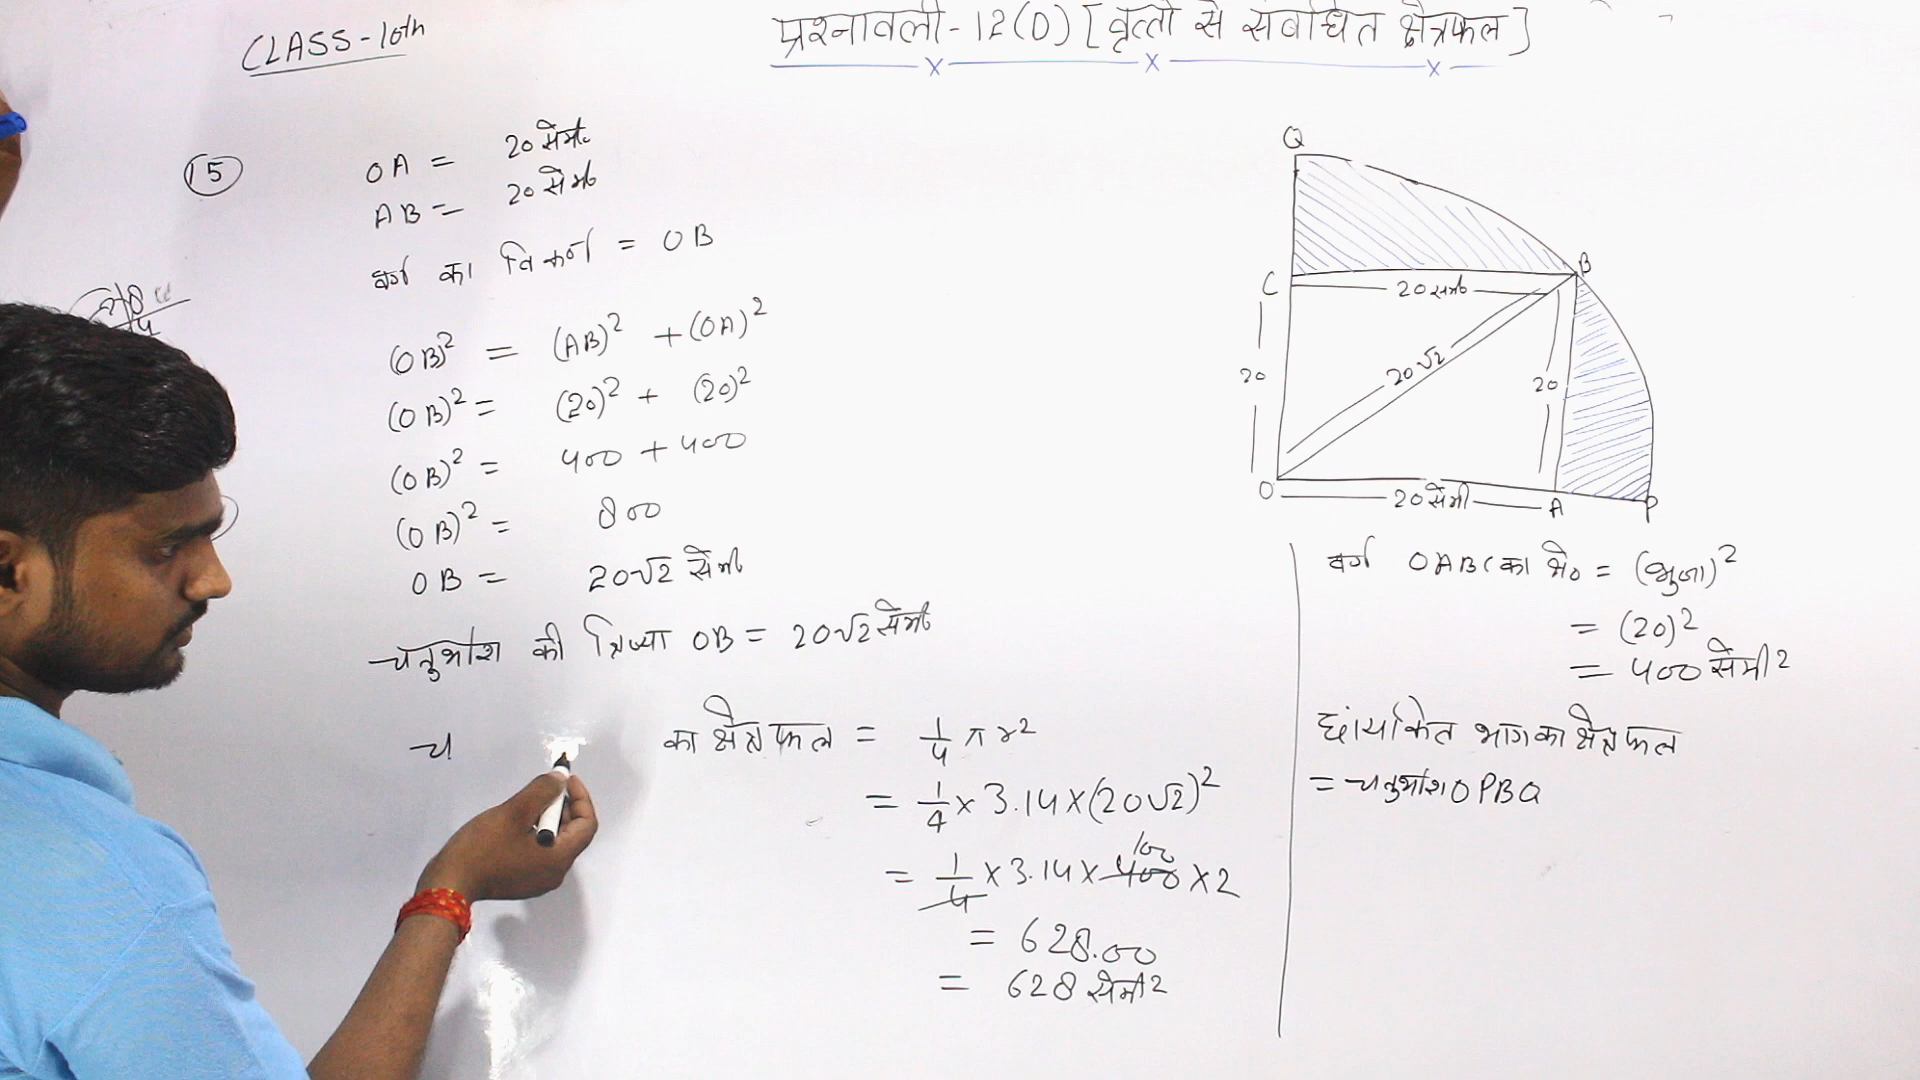 CLASS-10th
प्रश्नावली-12(D) [वृत्तो से संबंधित क्षेत्रफल]
15
OA = 20 सेमी०
AB = 20 सेमी०
वर्ग का विकर्ण = OB
(OB)² = (AB)² + (OA)²
(OB)² = (20)² + (20)²
(OB)² = 400 + 400
(OB)² = 800
OB = 20√2 सेमी०
चतुर्थांश की त्रिज्या OB = 20√2 सेमी०
च का क्षेत्रफल = 1/4 πr²
= 1/4 × 3.14 × (20√2)²
= 1/4 × 3.14 × 400 × 2
100
= 628.00
= 628 सेमी²
Q
C
B
20 सेमी०
20
20√2
20
O
20 सेमी
A
P
वर्ग OABC का क्षे० = (भुजा)²
= (20)²
= 400 सेमी²
छायांकित भाग का क्षेत्रफल
= चतुर्थांश OPBQ